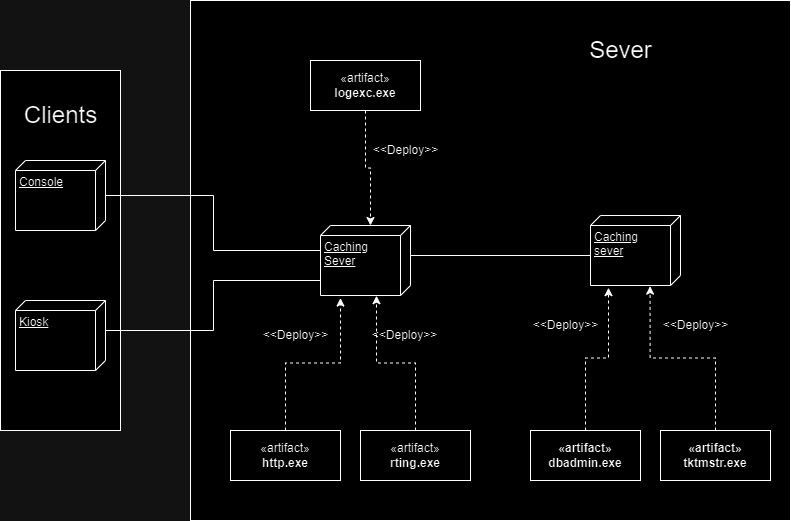 Sever
Clients
«artifact»
logexc.exe
<<Deploy>>
Console
Caching
Sever
Caching
sever
Kiosk
<<Deploy>>
<<Deploy>>
<<Deploy>>
<<Deploy>>
«artifact»
http.exe
«artifact»
rting.exe
«artifact»
dbadmin.exe
«artifact»
tktmstr.exe